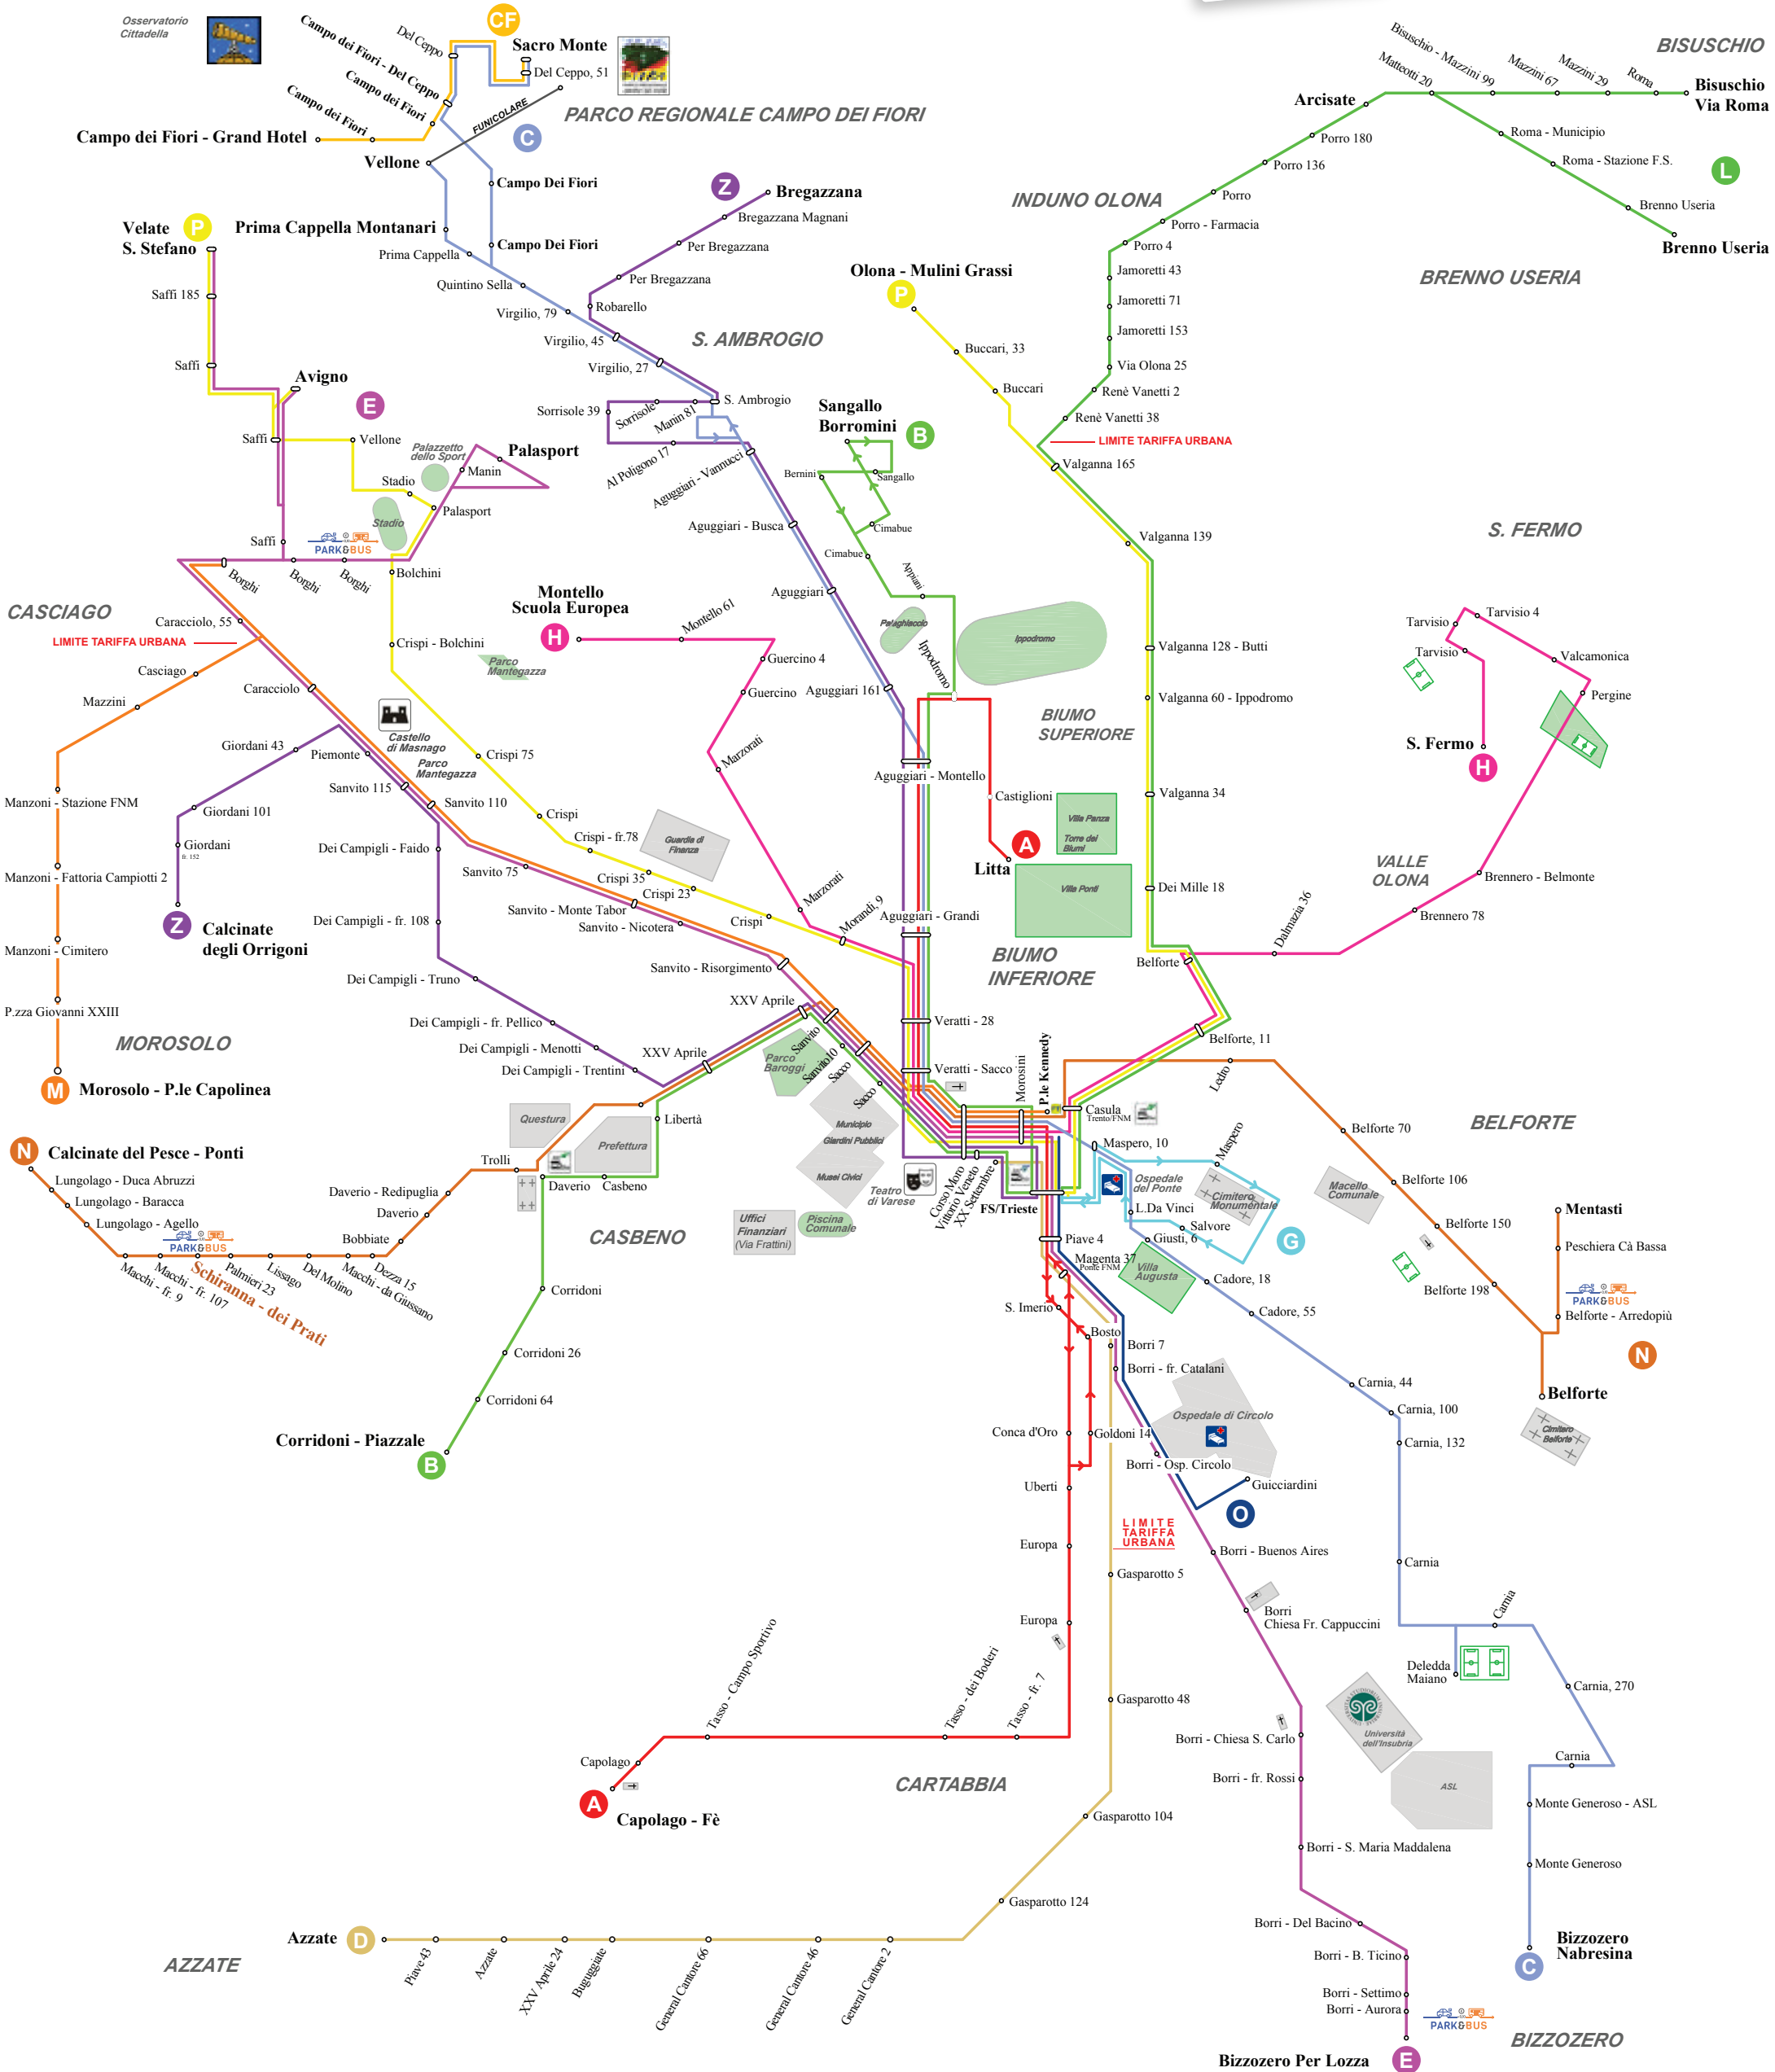 Osservatorio
Cittadella
CF
Sacro Monte
Del Ceppo
Del Ceppo, 51
Campo dei Fiori - Del Ceppo
Campo dei Fiori
Campo dei Fiori
Campo dei Fiori - Grand Hotel
FUNICOLARE
PARCO REGIONALE CAMPO DEI FIORI
C
Vellone
Campo Dei Fiori
Campo Dei Fiori
Prima Cappella Montanari
Prima Cappella
Quintino Sella
Virgilio, 79
Virgilio, 45
Virgilio, 27
Z
Bregazzana
Bregazzana Magnani
Per Bregazzana
Per Bregazzana
Robarello
S. AMBROGIO
S. Ambrogio
Sorrisole 39
Sorrisole
Manin 81
Al Poligono 17
Aguggiari - Vannucci
Aguggiari - Busca
Aguggiari
Aguggiari 161
Aguggiari - Montello
Aguggiari - Grandi
Veratti - 28
Veratti - Sacco
BISUSCHIO
Bisuschio
Via Roma
Roma
Mazzini 29
Mazzini 67
Bisuschio - Mazzini 99
Matteotti 20
Arcisate
Roma - Municipio
Roma - Stazione F.S.
L
Brenno Useria
Brenno Useria
BRENNO USERIA
Porro 180
Porro 136
Porro
Porro - Farmacia
Porro 4
INDUNO OLONA
Jamoretti 43
Jamoretti 71
Jamoretti 153
Via Olona 25
Renè Vanetti 2
Renè Vanetti 38
LIMITE TARIFFA URBANA
Olona - Mulini Grassi
P
Buccari, 33
Buccari
Valganna 165
Valganna 139
Valganna 128 - Butti
Valganna 60 - Ippodromo
Valganna 34
Dei Mille 18
Belforte
Belforte, 11
Velate
S. Stefano
P
Saffi 185
Saffi
Avigno
E
Saffi
Vellone
Palazzetto
dello Sport
Palasport
Manin
Stadio
Palasport
Stadio
Saffi
PARK&BUS
Bolchini
Borghi
Borghi
Borghi
CASCIAGO
LIMITE TARIFFA URBANA
Caracciolo, 55
Casciago
Mazzini
Caracciolo
Crispi - Bolchini
Parco
Mantegazza
Castello
di Masnago
Parco
Mantegazza
Giordani 43
Piemonte
Sanvito 115
Sanvito 110
Giordani 101
Giordani
fr. 152
Z
Calcinate
degli Orrigoni
Manzoni - Stazione FNM
Manzoni - Fattoria Campiotti 2
Manzoni - Cimitero
P.zza Giovanni XXIII
MOROSOLO
M
Morosolo - P.le Capolinea
Crispi 75
Crispi
Crispi - fr.78
Guardia di
Finanza
Crispi 35
Crispi 23
Crispi
Sanvito 75
Sanvito - Monte Tabor
Sanvito - Nicotera
Sanvito - Risorgimento
Dei Campigli - Faido
Dei Campigli - fr. 108
Dei Campigli - Truno
Dei Campigli - fr. Pellico
Dei Campigli - Menotti
Dei Campigli - Trentini
XXV Aprile
XXV Aprile
Montello
Scuola Europea
H
Montello 61
Guercino 4
Guercino
Marzorati
Marzorati
Morandi, 9
Sangallo
Borromini
B
Bernini
Sangallo
Cimabue
Cimabue
Appiani
Palaghiaccio
Ippodromo
Ippodromo
BIUMO
SUPERIORE
Castiglioni
Villa Panza
Torre dei
Biumi
A
Litta
Villa Ponti
BIUMO
INFERIORE
S. FERMO
Tarvisio 4
Tarvisio
Tarvisio
Valcamonica
Pergine
S. Fermo
H
VALLE
OLONA
Brennero - Belmonte
Brennero 78
Dalmazia 36
Parco
Baroggi
Sanvito
Sanvito10
Sacco
Sacco
Municipio
Giardini Pubblici
Musei Civici
Morosini
P.le Kennedy
Casula
Trento/FNM
Corso Moro
Vittorio Veneto
XX Settembre
FS/Trieste
Teatro
di Varese
Questura
Prefettura
Libertà
Trolli
Daverio
Casbeno
CASBENO
Uffici
Finanziari
(Via Frattini)
Piscina
Comunale
N
Calcinate del Pesce - Ponti
Lungolago - Duca Abruzzi
Lungolago - Baracca
Lungolago - Agello
PARK&BUS
Daverio - Redipuglia
Daverio
Bobbiate
Macchi - fr. 9
Macchi - fr. 107
Palmieri 23
Lissago
Del Molino
Macchi - da Giussano
Dezza 15
Schiranna - dei Prati
Corridoni
Corridoni 26
Corridoni 64
Corridoni - Piazzale
B
Maspero, 10
Maspero
Ospedale
del Ponte
Cimitero
Monumentale
L.Da Vinci
Salvore
G
Giusti, 6
Villa
Augusta
Ledro
BELFORTE
Belforte 70
Belforte 106
Macello
Comunale
Belforte 150
Belforte 198
Mentasti
Peschiera Cà Bassa
PARK&BUS
Belforte - Arredopiù
N
Belforte
Cimitero
Belforte
Piave 4
Magenta 37
Ponte FNM
S. Imerio
Bosto
Borri 7
Borri - fr. Catalani
Conca d'Oro
Goldoni 14
Ospedale di Circolo
Borri - Osp. Circolo
Guicciardini
O
Uberti
LIMITE
TARIFFA
URBANA
Europa
Europa
Gasparotto 5
Gasparotto 48
Gasparotto 104
Gasparotto 124
Cadore, 18
Cadore, 55
Carnia, 44
Carnia, 100
Carnia, 132
Carnia
Carnia
Deledda
Maiano
Carnia, 270
Carnia
Monte Generoso - ASL
Monte Generoso
Bizzozero
Nabresina
C
Borri - Buenos Aires
Borri
Chiesa Fr. Cappuccini
Borri - Chiesa S. Carlo
Borri - fr. Rossi
Università
dell'Insubria
ASL
Borri - S. Maria Maddalena
Borri - Del Bacino
Borri - B. Ticino
Borri - Settimo
Borri - Aurora
PARK&BUS
BIZZOZERO
Bizzozero Per Lozza
E
Tasso - Campo Sportivo
Tasso - dei Boderi
Tasso - fr. 7
Capolago
A
Capolago - Fè
CARTABBIA
AZZATE
Azzate
D
Piave 43
Azzate
XXV Aprile 24
Buguggiate
General Cantore 66
General Cantore 46
General Cantore 2